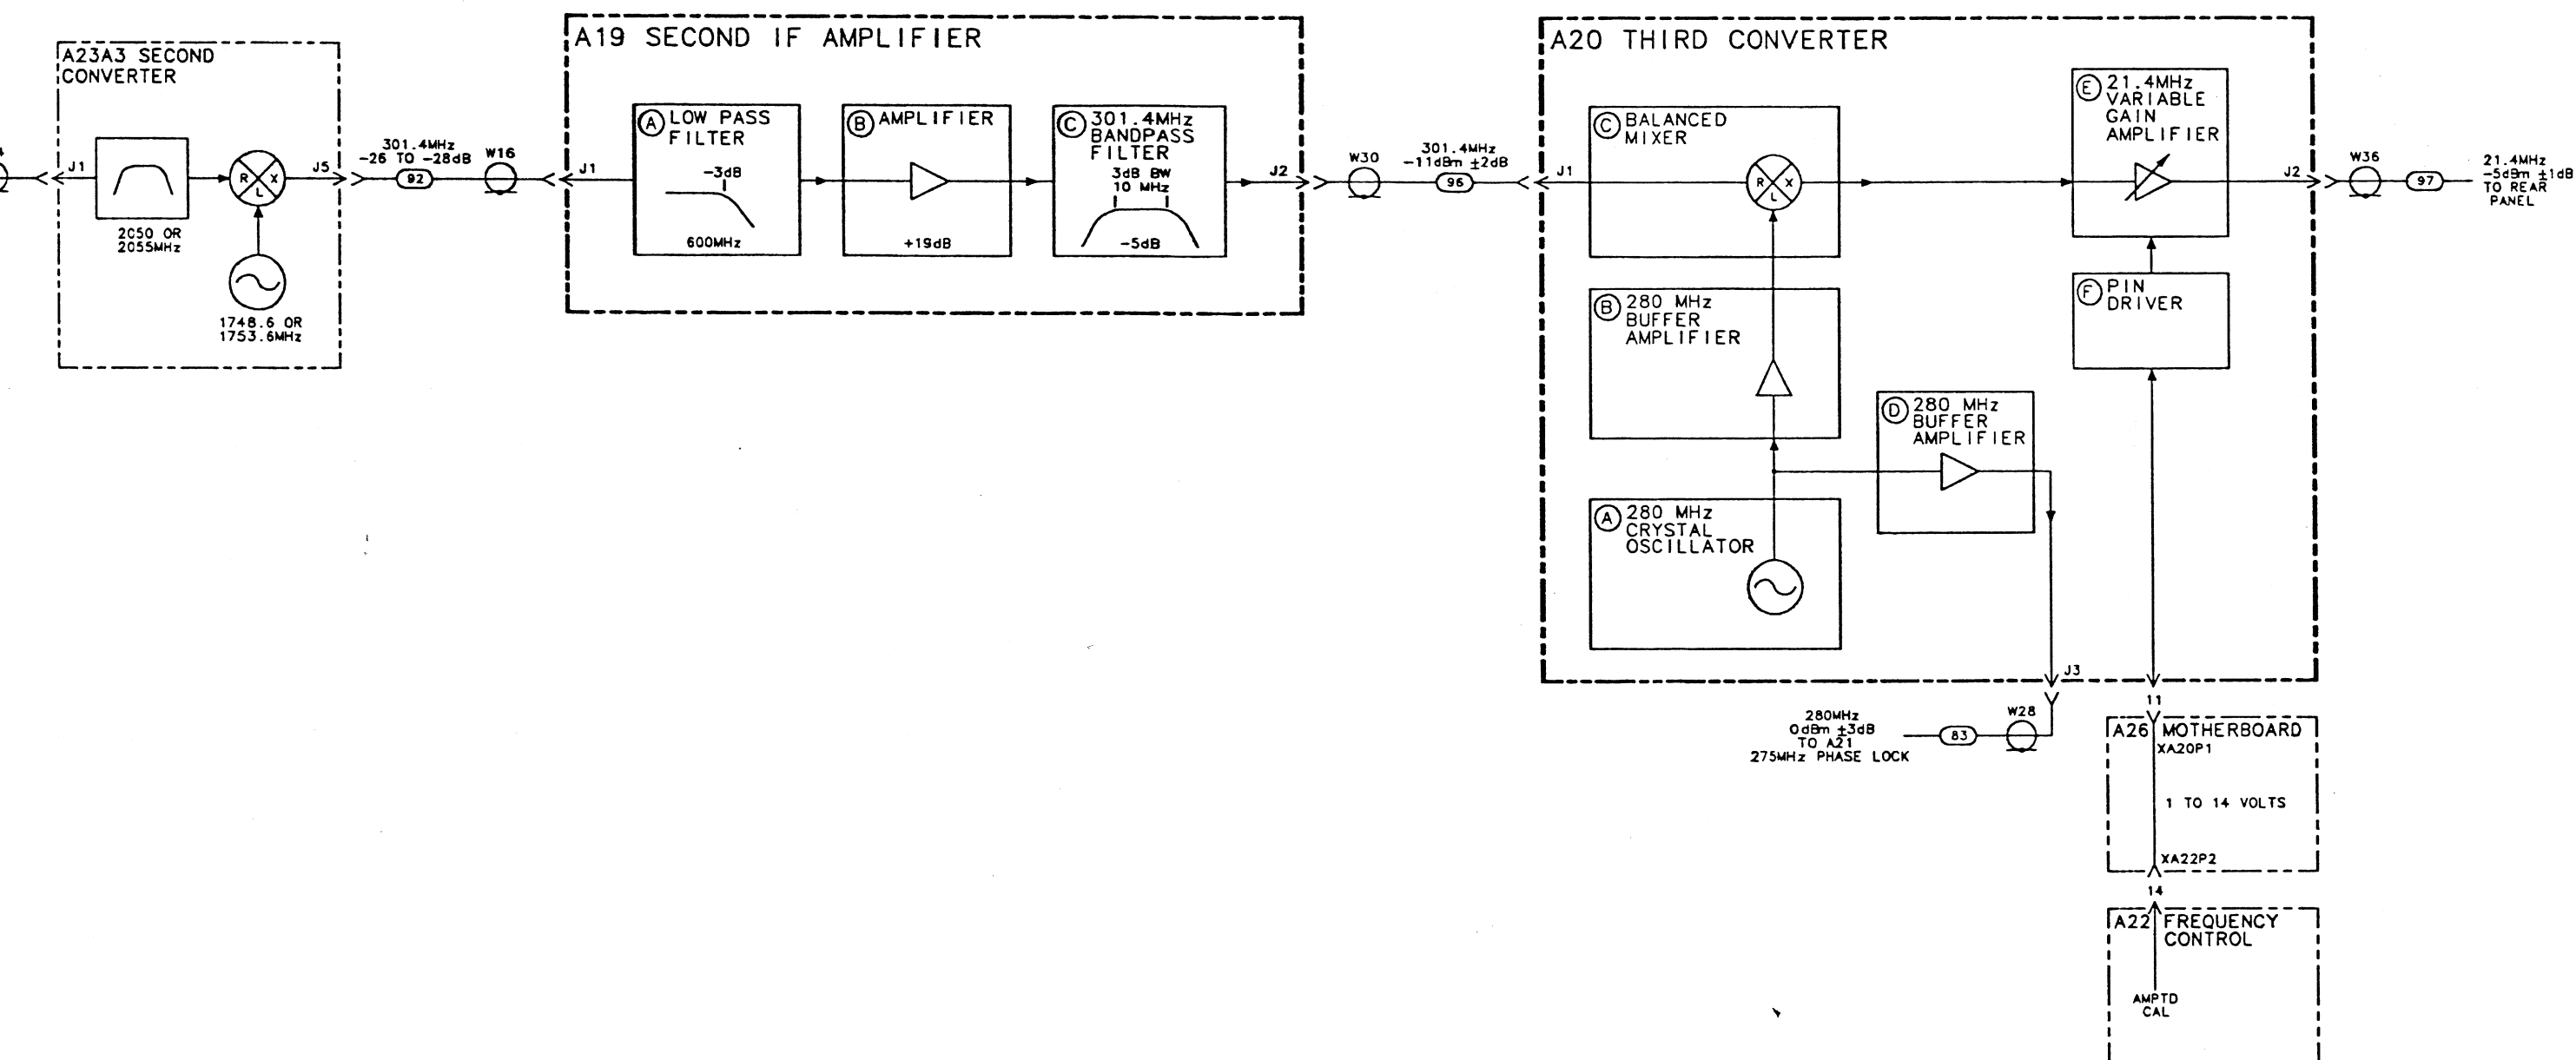 A23A3 SECOND
CONVERTER
J1
2050 OR
2055MHz
R X
L
1748.6 OR
1753.6MHz
J5
301.4MHz
-26 TO -28dB
92
W16
A19 SECOND IF AMPLIFIER
J1
A LOW PASS
FILTER
-3dB
600MHz
B AMPLIFIER
+19dB
C 301.4MHz
BANDPASS
FILTER
3dB BW
10 MHz
-5dB
J2
W30
301.4MHz
-11dBm ±2dB
96
A20 THIRD CONVERTER
J1
C BALANCED
MIXER
R X
L
B 280 MHz
BUFFER
AMPLIFIER
A 280 MHz
CRYSTAL
OSCILLATOR
D 280 MHz
BUFFER
AMPLIFIER
E 21.4MHz
VARIABLE
GAIN
AMPLIFIER
F PIN
DRIVER
J2
W36
97
21.4MHz
-5dBm ±1dB
TO REAR
PANEL
J3
W28
83
280MHz
0dBm ±3dB
TO A21
275MHz PHASE LOCK
11
A26 MOTHERBOARD
XA20P1
1 TO 14 VOLTS
XA22P2
14
A22 FREQUENCY
CONTROL
AMPTD
CAL